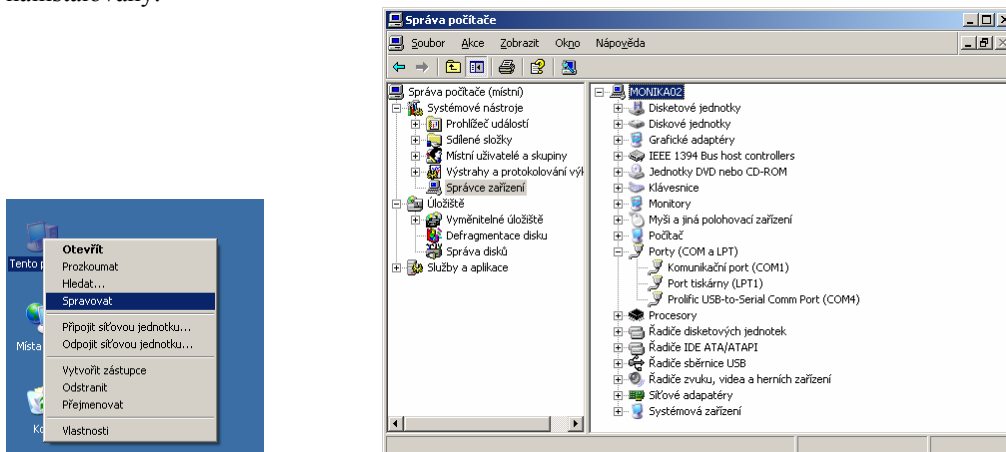 nainstalovány.
Správa počítače
Soubor Akce Zobrazit Okno Nápověda
Správa počítače (místní)
Systémové nástroje
Prohlížeč událostí
Sdílené složky
Místní uživatelé a skupiny
Výstrahy a protokolování
Správce zařízení
Úložiště
Vyměnitelné úložiště
Defragmentace disku
Správa disků
Služby a aplikace
MONIKA02
Disketové jednotky
Diskové jednotky
Grafické adaptéry
IEEE 1394 Bus host controllers
Jednotky DVD nebo CD-ROM
Klávesnice
Monitory
Myši a jiná polohovací zařízení
Počítač
Porty (COM a LPT)
Komunikační port (COM1)
Port tiskárny (LPT1)
Prolific USB-to-Serial Comm Port (COM4)
Procesory
Řadiče disketových jednotek
Řadiče IDE ATA/ATAPI
Řadiče sběrnice USB
Řadiče zvuku, videa a herních zařízení
Síťové adaptéry
Systémová zařízení
Tento
Místa
Otevřít
Prozkoumat
Hledat...
Spravovat
Připojit síťovou jednotku...
Odpojit síťovou jednotku...
Vytvořit zástupce
Odstranit
Přejmenovat
Vlastnosti